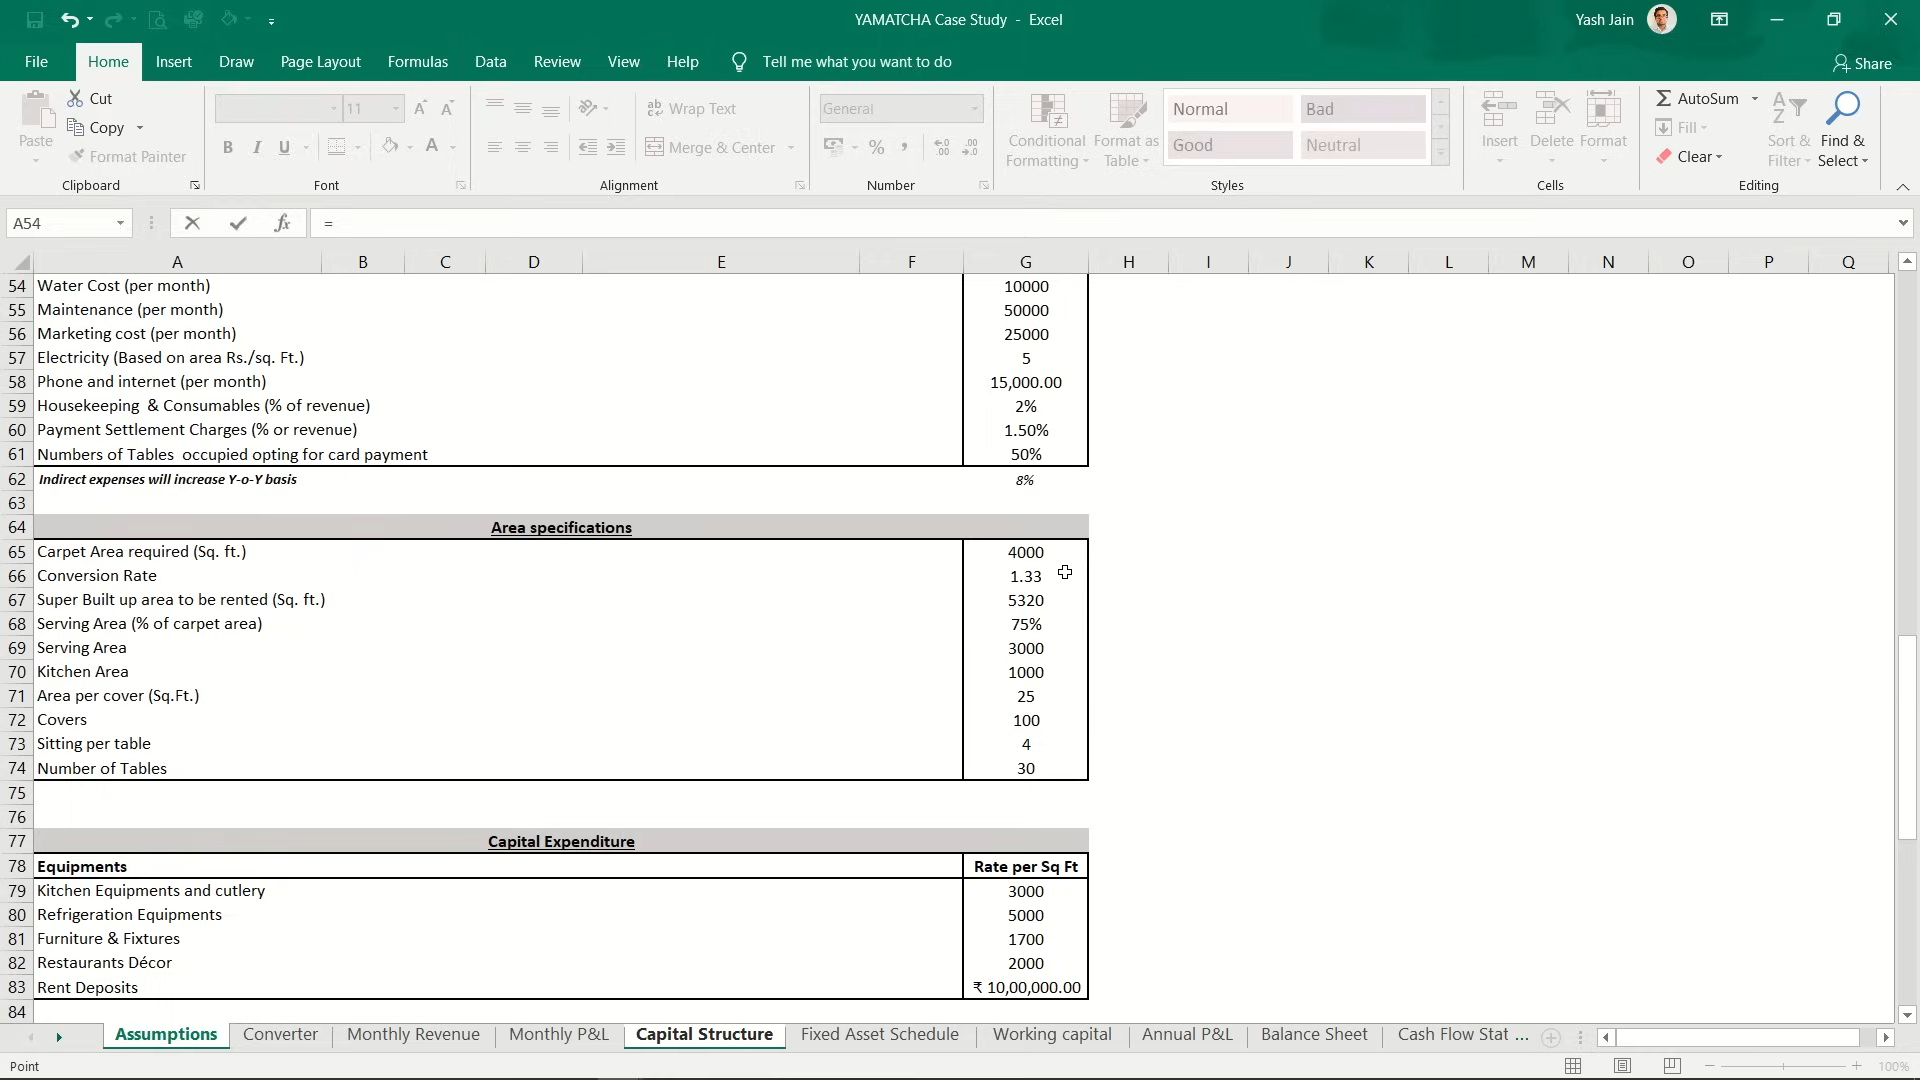 YAMATCHA Case Study - Excel
Yash Jain
File Home Insert Draw Page Layout Formulas Data Review View Help Tell me what you want to do
Share
Paste
Cut
Copy
Format Painter
Clipboard
11
B I U
Font
Wrap Text
Merge & Center
Alignment
General
Number
Conditional Formatting
Format as Table
Normal Bad
Good Neutral
Styles
Insert Delete Format
Cells
AutoSum
Fill
Clear
Sort & Filter
Find & Select
Editing
A54 fx =
A B C D E F G H I J K L M N O P Q
54 Water Cost (per month) 10000
55 Maintenance (per month) 50000
56 Marketing cost (per month) 25000
57 Electricity (Based on area Rs./sq. Ft.) 5
58 Phone and internet (per month) 15,000.00
59 Housekeeping & Consumables (% of revenue) 2%
60 Payment Settlement Charges (% or revenue) 1.50%
61 Numbers of Tables occupied opting for card payment 50%
62 Indirect expenses will increase Y-o-Y basis 8%
63
64 Area specifications
65 Carpet Area required (Sq. ft.) 4000
66 Conversion Rate 1.33
67 Super Built up area to be rented (Sq. ft.) 5320
68 Serving Area (% of carpet area) 75%
69 Serving Area 3000
70 Kitchen Area 1000
71 Area per cover (Sq.Ft.) 25
72 Covers 100
73 Sitting per table 4
74 Number of Tables 30
75
76
77 Capital Expenditure
78 Equipments Rate per Sq Ft
79 Kitchen Equipments and cutlery 3000
80 Refrigeration Equipments 5000
81 Furniture & Fixtures 1700
82 Restaurants Décor 2000
83 Rent Deposits ₹ 10,00,000.00
84
Assumptions Converter Monthly Revenue Monthly P&L Capital Structure Fixed Asset Schedule Working capital Annual P&L Balance Sheet Cash Flow Stat ...
Point
100%